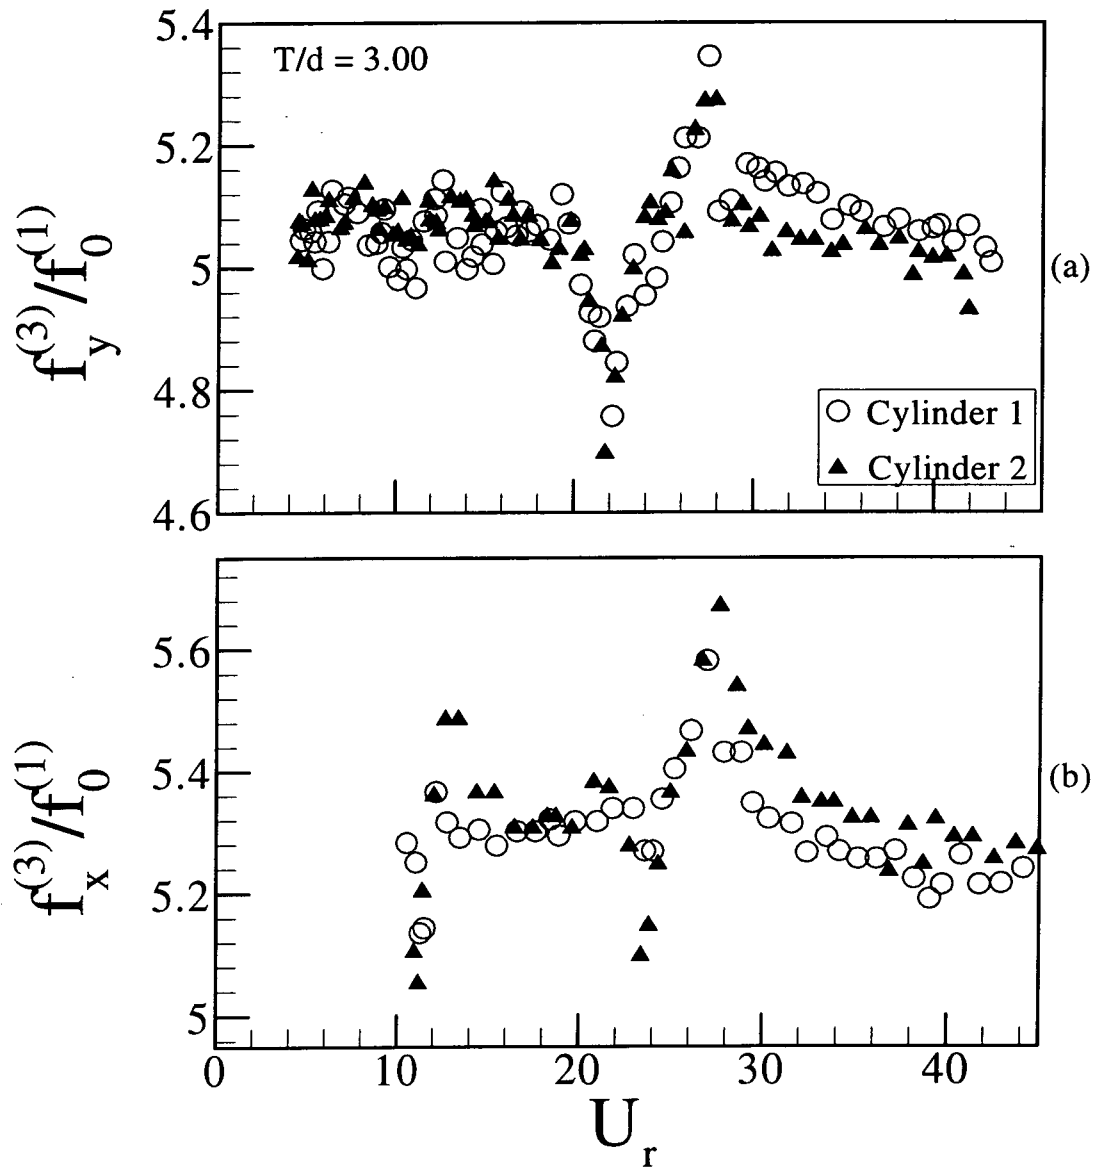 5.4
T/d = 3.00
5.2
5
4.8
4.6
f_y^(3)/f_0^(1)
(a)
Cylinder 1
Cylinder 2
5.6
5.4
5.2
5
f_x^(3)/f_0^(1)
(b)
0 10 20 30 40
U_r